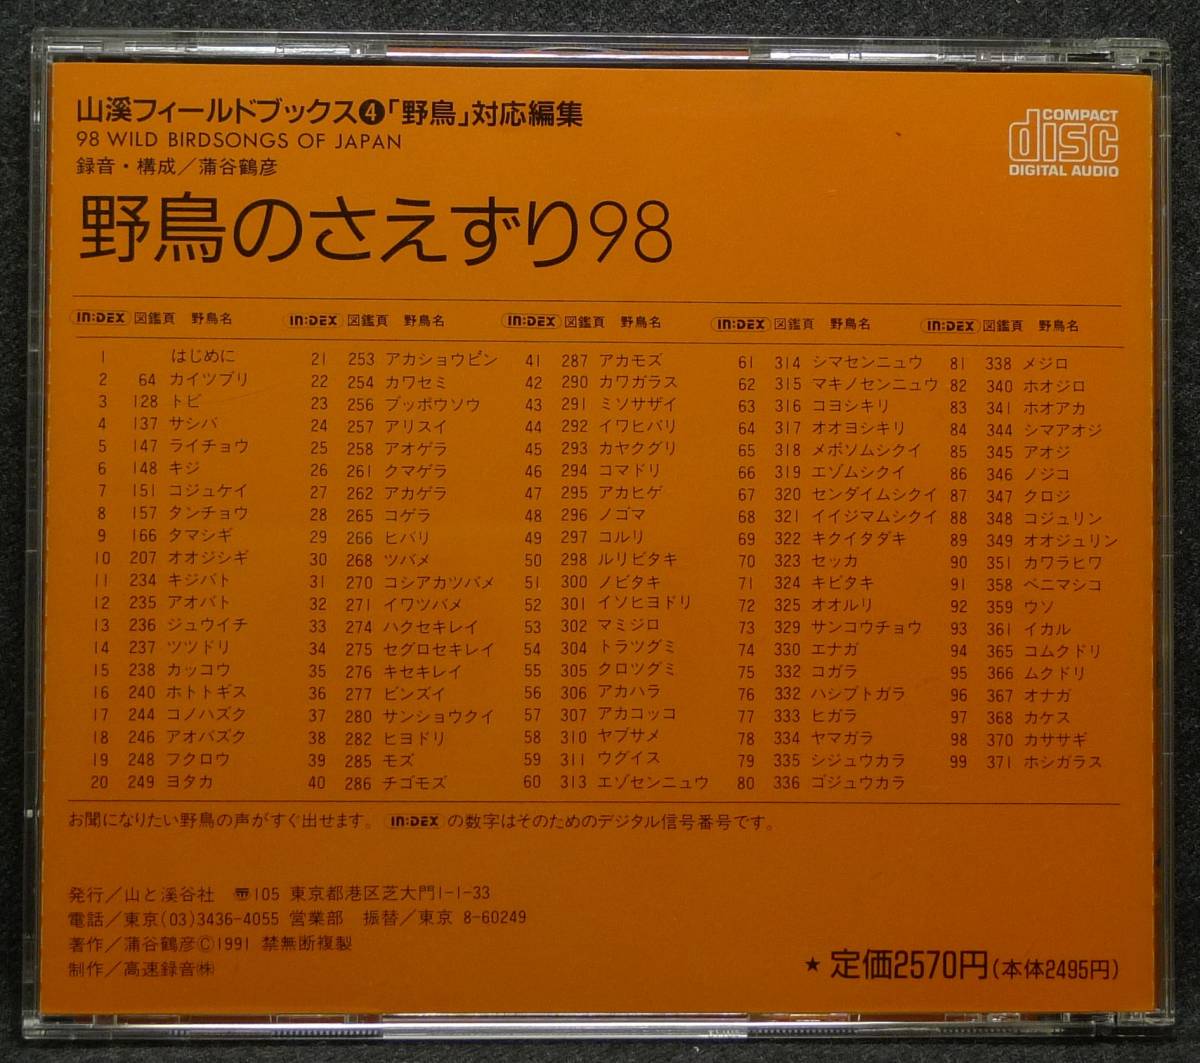 山溪フィールドブックス❹「野鳥」対応編集
98 WILD BIRDSONGS OF JAPAN
録音・構成／蒲谷鶴彦
野鳥のさえずり98
COMPACT
disc
DIGITAL AUDIO
IN:DEX 図鑑頁 野鳥名
1 はじめに
2 64 カイツブリ
3 128 トビ
4 137 サシバ
5 147 ライチョウ
6 148 キジ
7 151 コジュケイ
8 157 タンチョウ
9 166 タマシギ
10 207 オオジシギ
11 234 キジバト
12 235 アオバト
13 236 ジュウイチ
14 237 ツツドリ
15 238 カッコウ
16 240 ホトトギス
17 244 コノハズク
18 246 アオバズク
19 248 フクロウ
20 249 ヨタカ
IN:DEX 図鑑頁 野鳥名
21 253 アカショウビン
22 254 カワセミ
23 256 ブッポウソウ
24 257 アリスイ
25 258 アオゲラ
26 261 クマゲラ
27 262 アカゲラ
28 265 コゲラ
29 266 ヒバリ
30 268 ツバメ
31 270 コシアカツバメ
32 271 イワツバメ
33 274 ハクセキレイ
34 275 セグロセキレイ
35 276 キセキレイ
36 277 ビンズイ
37 280 サンショウクイ
38 282 ヒヨドリ
39 285 モズ
40 286 チゴモズ
IN:DEX 図鑑頁 野鳥名
41 287 アカモズ
42 290 カワガラス
43 291 ミソサザイ
44 292 イワヒバリ
45 293 カヤクグリ
46 294 コマドリ
47 295 アカヒゲ
48 296 ノゴマ
49 297 コルリ
50 298 ルリビタキ
51 300 ノビタキ
52 301 イソヒヨドリ
53 302 マミジロ
54 304 トラツグミ
55 305 クロツグミ
56 306 アカハラ
57 307 アカコッコ
58 310 ヤブサメ
59 311 ウグイス
60 313 エゾセンニュウ
IN:DEX 図鑑頁 野鳥名
61 314 シマセンニュウ
62 315 マキノセンニュウ
63 316 コヨシキリ
64 317 オオヨシキリ
65 318 メボソムシクイ
66 319 エゾムシクイ
67 320 センダイムシクイ
68 321 イイジマムシクイ
69 322 キクイタダキ
70 323 セッカ
71 324 キビタキ
72 325 オオルリ
73 329 サンコウチョウ
74 330 エナガ
75 332 コガラ
76 332 ハシブトガラ
77 333 ヒガラ
78 334 ヤマガラ
79 335 シジュウカラ
80 336 ゴジュウカラ
IN:DEX 図鑑頁 野鳥名
81 338 メジロ
82 340 ホオジロ
83 341 ホオアカ
84 344 シマアオジ
85 345 アオジ
86 346 ノジコ
87 347 クロジ
88 348 コジュリン
89 349 オオジュリン
90 351 カワラヒワ
91 358 ベニマシコ
92 359 ウソ
93 361 イカル
94 365 コムクドリ
95 366 ムクドリ
96 367 オナガ
97 368 カケス
98 370 カササギ
99 371 ホシガラス
お聞になりたい野鳥の声がすぐ出せます。 IN:DEX の数字はそのためのデジタル信号番号です。
発行／山と溪谷社 〠105 東京都港区芝大門1-1-33
電話／東京(03)3436-4055 営業部 振替／東京 8-60249
著作／蒲谷鶴彦Ⓒ1991 禁無断複製
制作／高速録音㈱
★ 定価2570円(本体2495円)